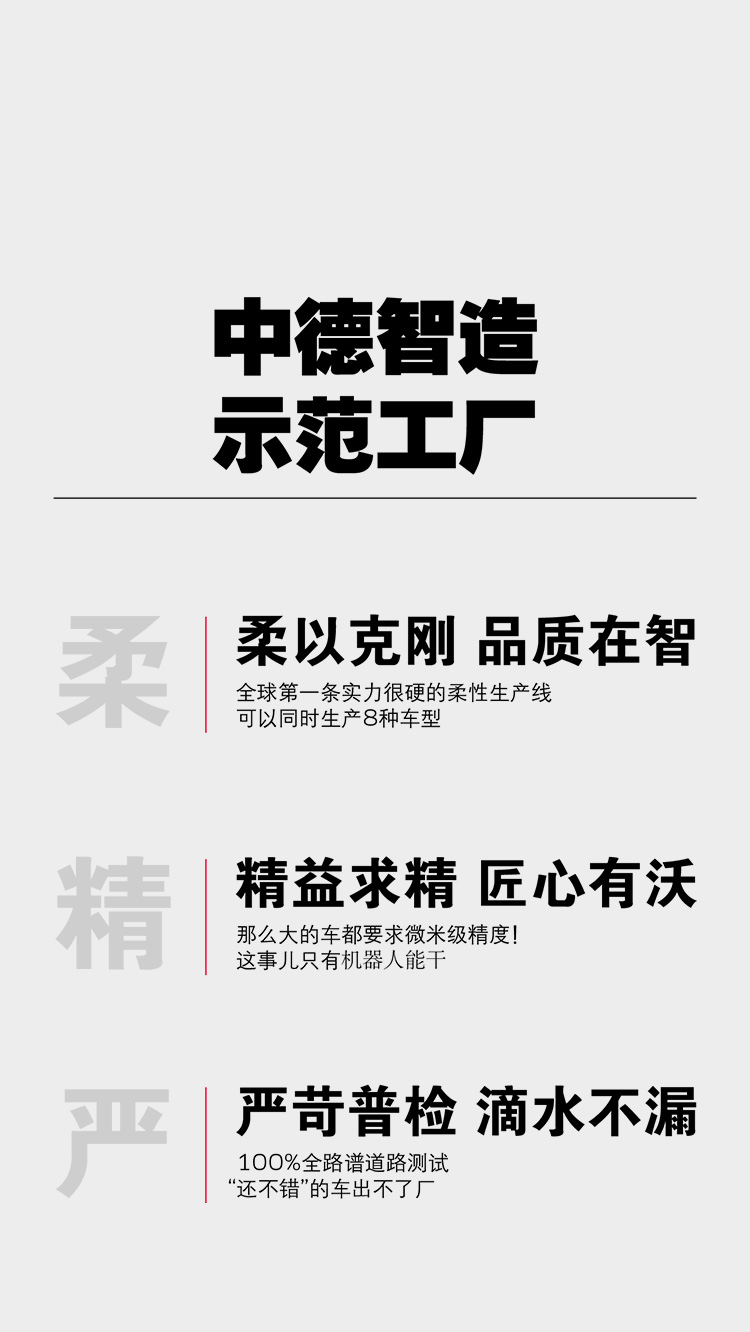 中德智造
示范工厂
柔
柔以克刚 品质在智
全球第一条实力很硬的柔性生产线
可以同时生产8种车型
精
精益求精 匠心有沃
那么大的车都要求微米级精度！
这事儿只有机器人能干
严
严苛普检 滴水不漏
100%全路谱道路测试
“还不错”的车出不了厂